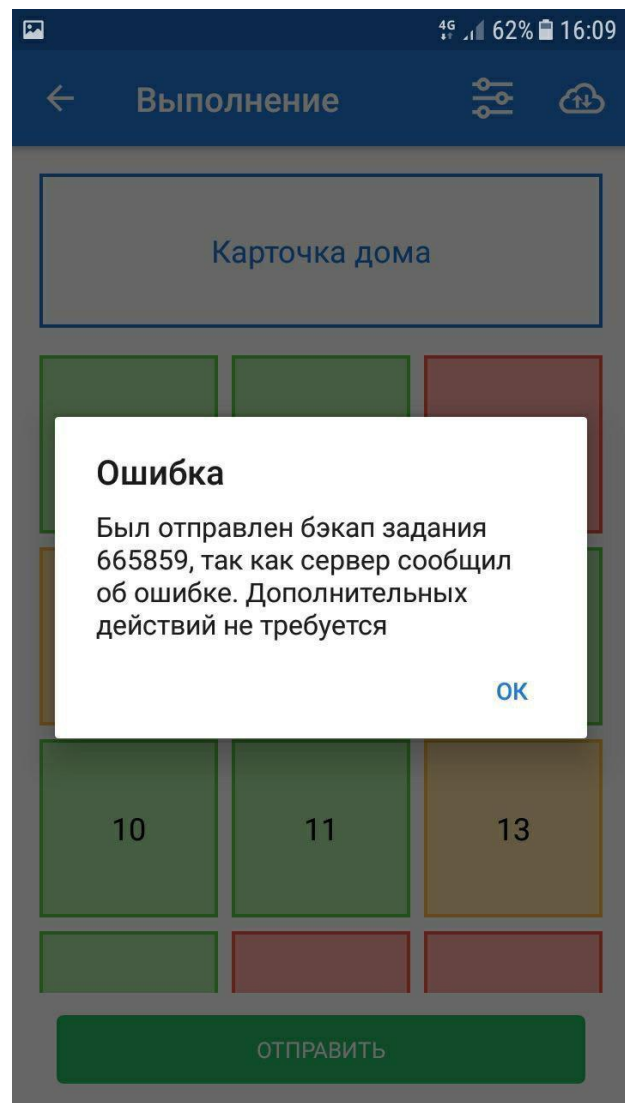 4G 62% 16:09
Выполнение
Карточка дома
Ошибка
Был отправлен бэкап задания
665859, так как сервер сообщил
об ошибке. Дополнительных
действий не требуется
ОК
10 11 13
ОТПРАВИТЬ